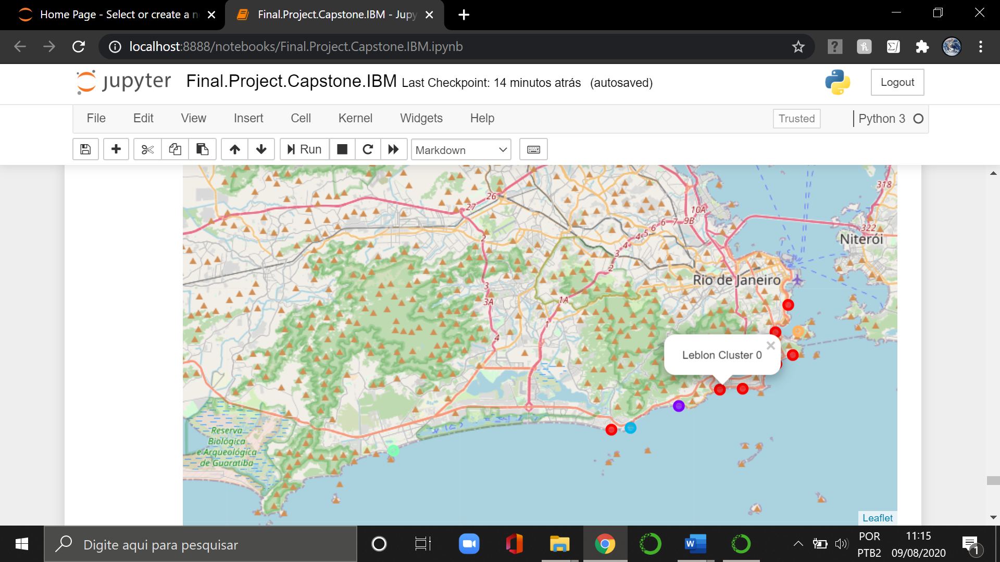 Home Page - Select or create a n
Final.Project.Capstone.IBM - Jupy
localhost:8888/notebooks/Final.Project.Capstone.IBM.ipynb
jupyter Final.Project.Capstone.IBM Last Checkpoint: 14 minutos atrás (autosaved)
Logout
File Edit View Insert Cell Kernel Widgets Help
Trusted
Python 3
Run
Markdown
318
26
27
10A
6 7 9B
6
5
4
322
Niterói
2
4
3
2
Rio de Janeiro
3
3A
1A
1
4
Leblon Cluster 0
Reserva
Biológica
e Arqueológica
de Guaratiba
Leaflet
Digite aqui para pesquisar
POR
PTB2
11:15
09/08/2020
1